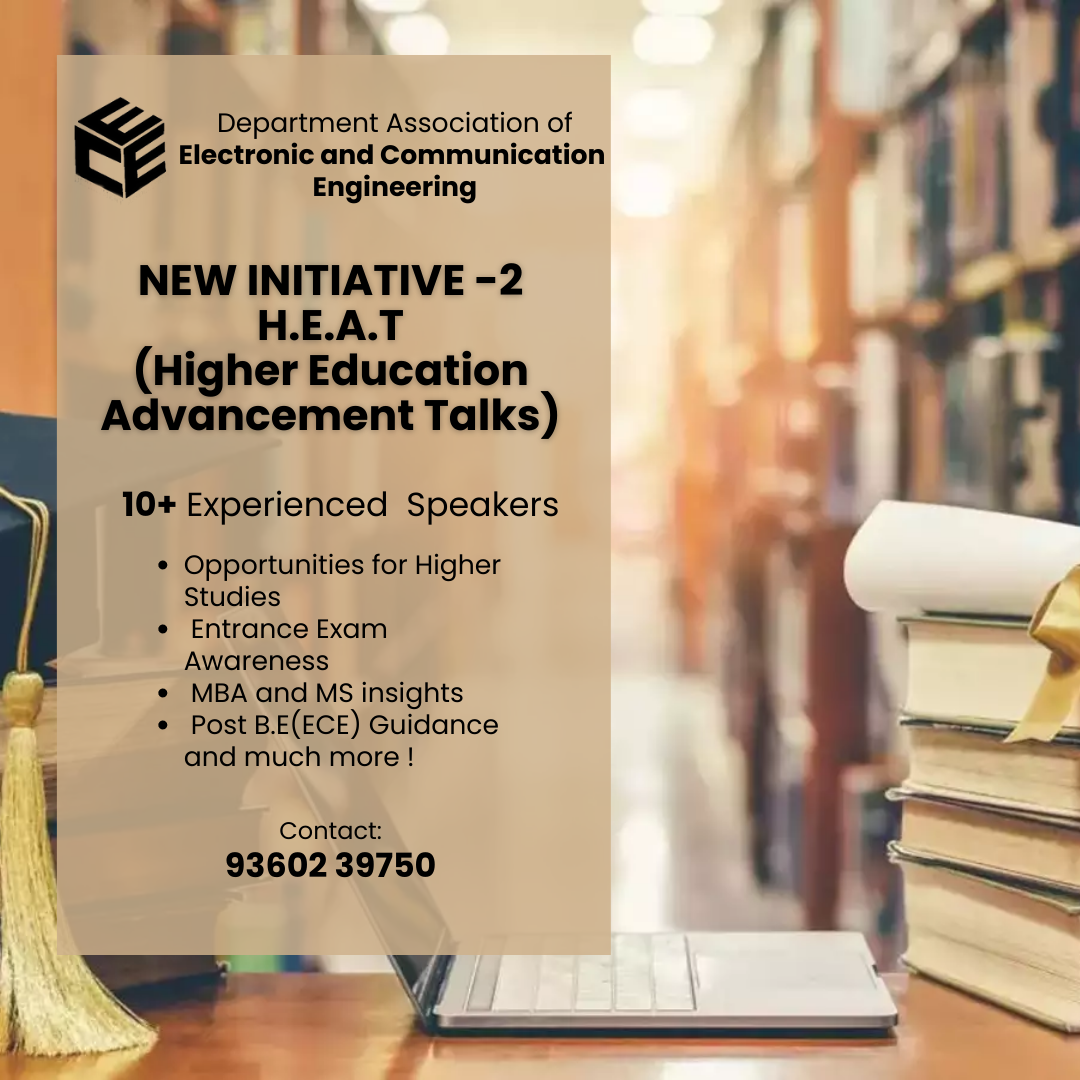 ECE
Department Association of
Electronic and Communication
Engineering
NEW INITIATIVE -2
H.E.A.T
(Higher Education
Advancement Talks)
10+ Experienced Speakers
• Opportunities for Higher
Studies
• Entrance Exam
Awareness
• MBA and MS insights
• Post B.E(ECE) Guidance
and much more !
Contact:
93602 39750